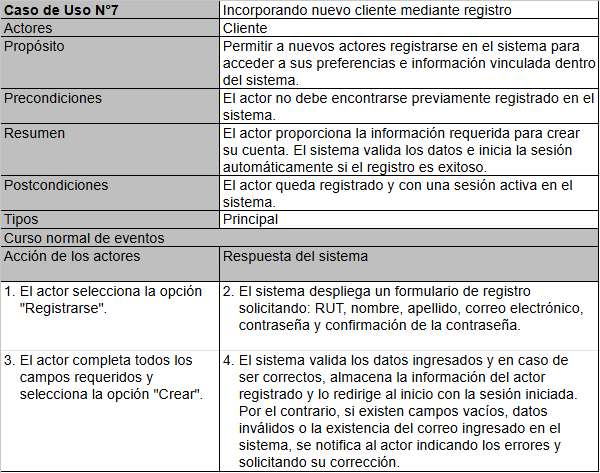 Caso de Uso N°7
Incorporando nuevo cliente mediante registro
Actores
Cliente
Propósito
Permitir a nuevos actores registrarse en el sistema para
acceder a sus preferencias e información vinculada dentro
del sistema.
Precondiciones
El actor no debe encontrarse previamente registrado en el
sistema.
Resumen
El actor proporciona la información requerida para crear
su cuenta. El sistema valida los datos e inicia la sesión
automáticamente si el registro es exitoso.
Postcondiciones
El actor queda registrado y con una sesión activa en el
sistema.
Tipos
Principal
Curso normal de eventos
Acción de los actores
Respuesta del sistema
1. El actor selecciona la opción
"Registrarse".
2. El sistema despliega un formulario de registro
solicitando: RUT, nombre, apellido, correo electrónico,
contraseña y confirmación de la contraseña.
3. El actor completa todos los
campos requeridos y
selecciona la opción "Crear".
4. El sistema valida los datos ingresados y en caso de
ser correctos, almacena la información del actor
registrado y lo redirige al inicio con la sesión iniciada.
Por el contrario, si existen campos vacíos, datos
inválidos o la existencia del correo ingresado en el
sistema, se notifica al actor indicando los errores y
solicitando su corrección.